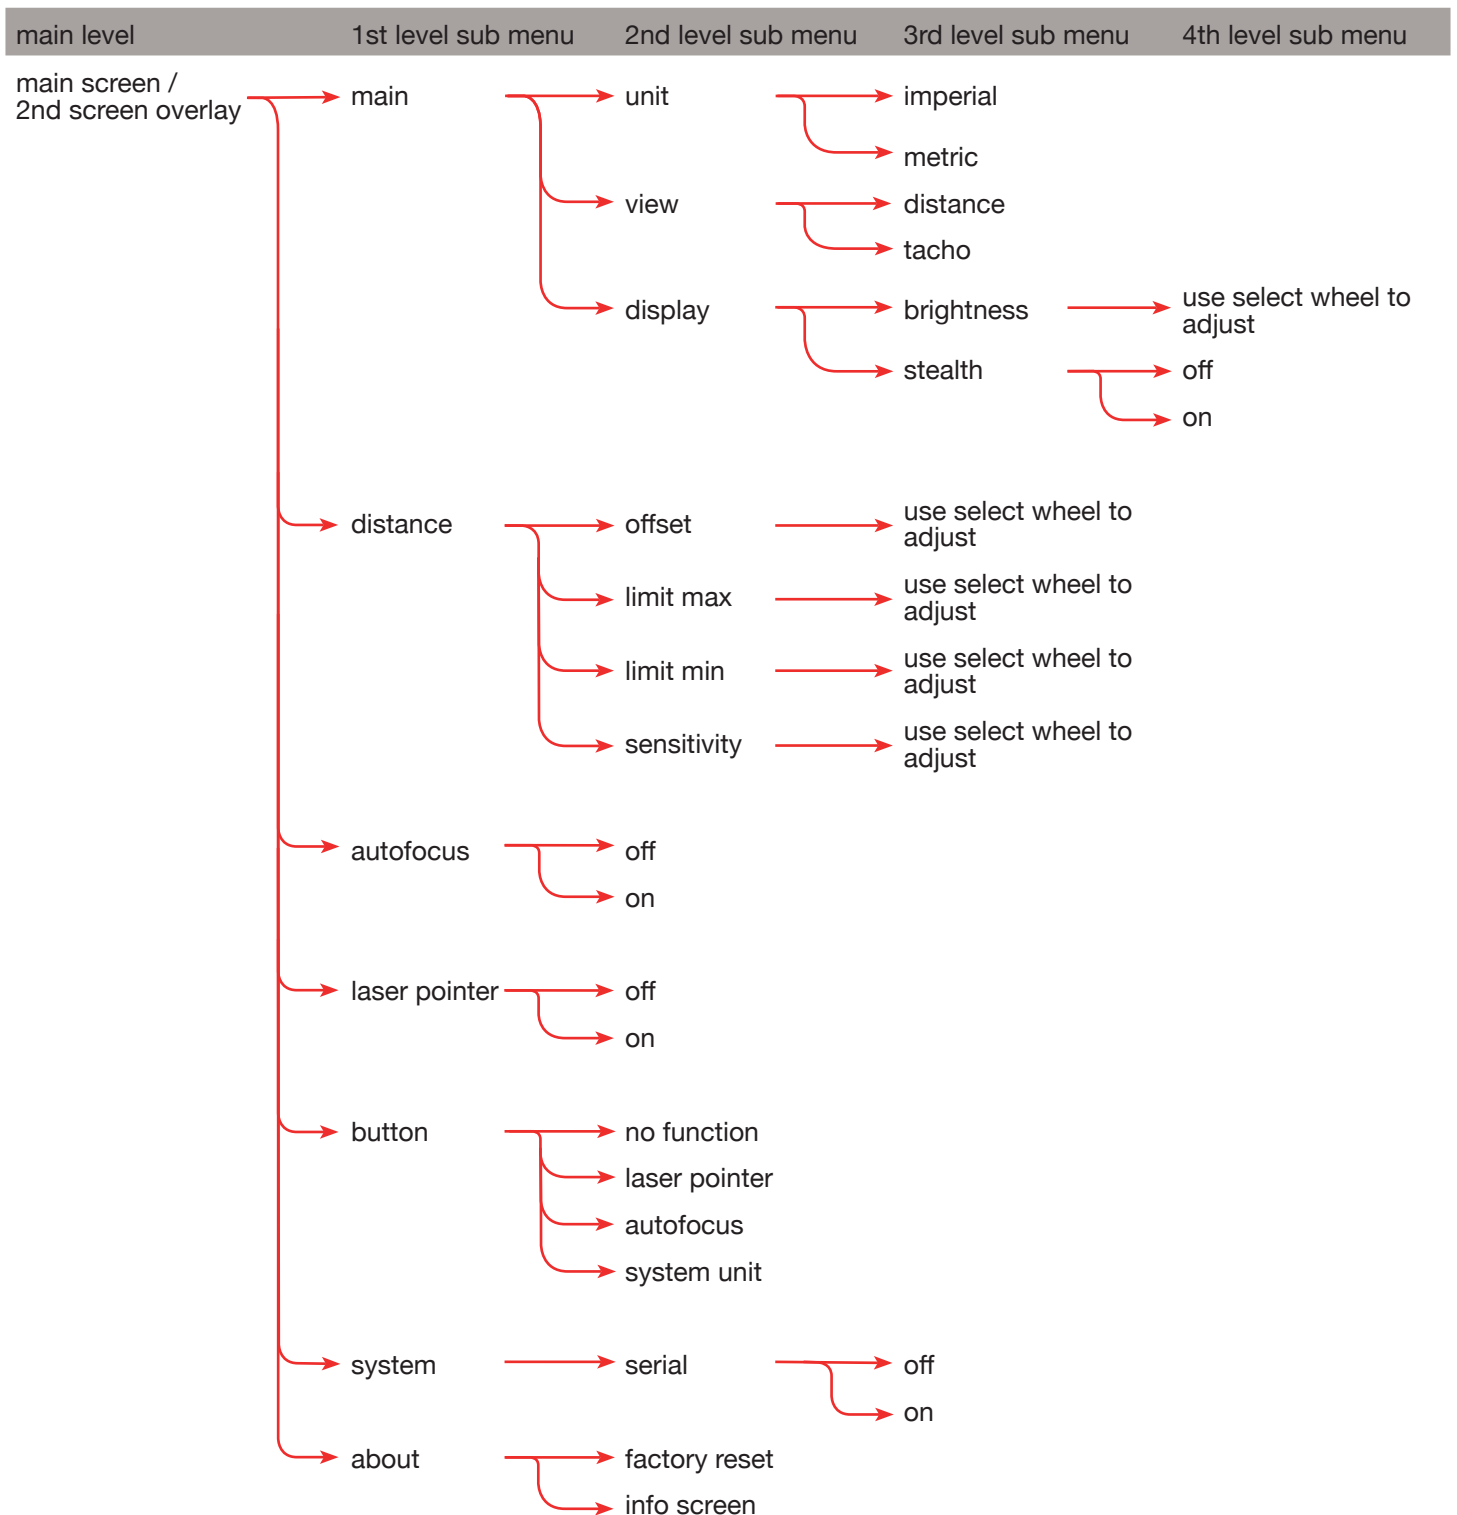 main level 1st level sub menu 2nd level sub menu 3rd level sub menu 4th level sub menu
main screen /
2nd screen overlay
main
unit
imperial
metric
view
distance
tacho
display
brightness
use select wheel to
adjust
stealth
off
on
distance
offset
use select wheel to
adjust
limit max
use select wheel to
adjust
limit min
use select wheel to
adjust
sensitivity
use select wheel to
adjust
autofocus
off
on
laser pointer
off
on
button
no function
laser pointer
autofocus
system unit
system
serial
off
on
about
factory reset
info screen